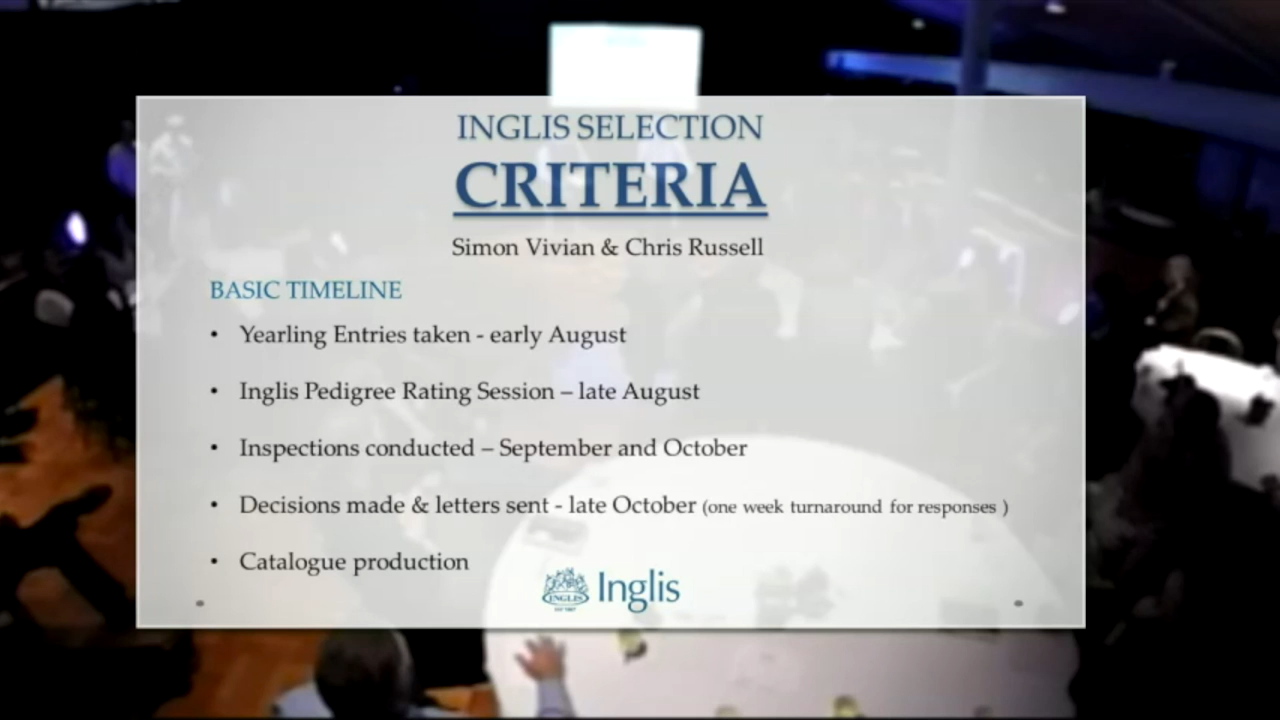 INGLIS SELECTION
CRITERIA
Simon Vivian & Chris Russell
BASIC TIMELINE
• Yearling Entries taken - early August
• Inglis Pedigree Rating Session – late August
• Inspections conducted – September and October
• Decisions made & letters sent - late October (one week turnaround for responses )
• Catalogue production
INGLIS
Inglis